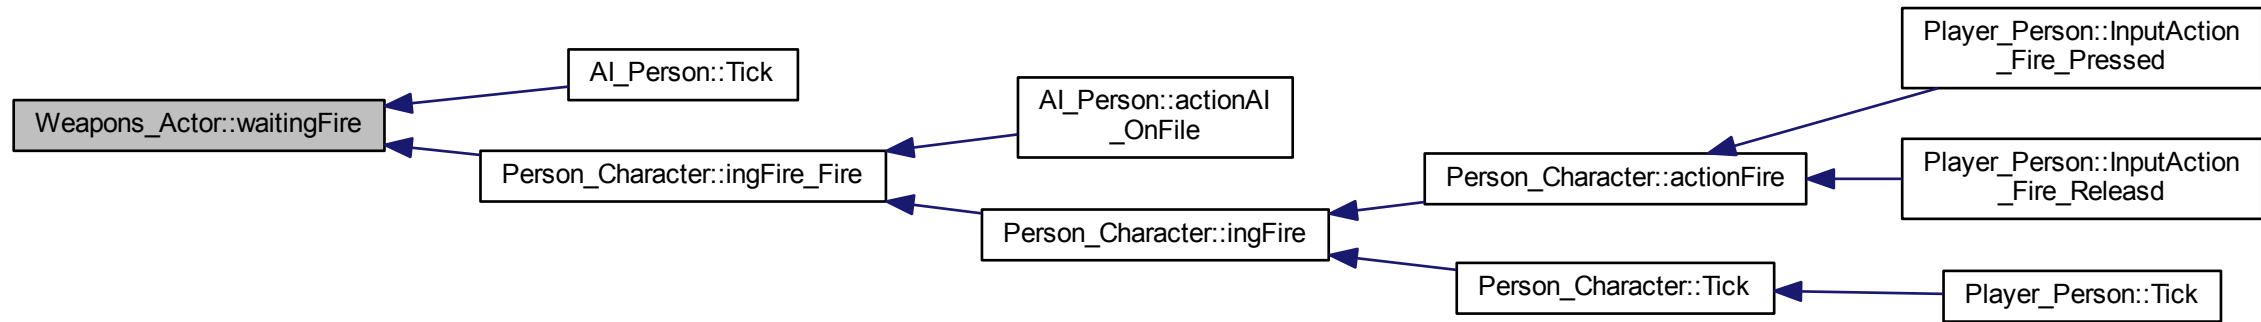 Weapons_Actor::waitingFire
AI_Person::Tick
Person_Character::ingFire_Fire
AI_Person::actionAI
_OnFile
Person_Character::ingFire
Person_Character::actionFire
Person_Character::Tick
Player_Person::InputAction
_Fire_Pressed
Player_Person::InputAction
_Fire_Releasd
Player_Person::Tick